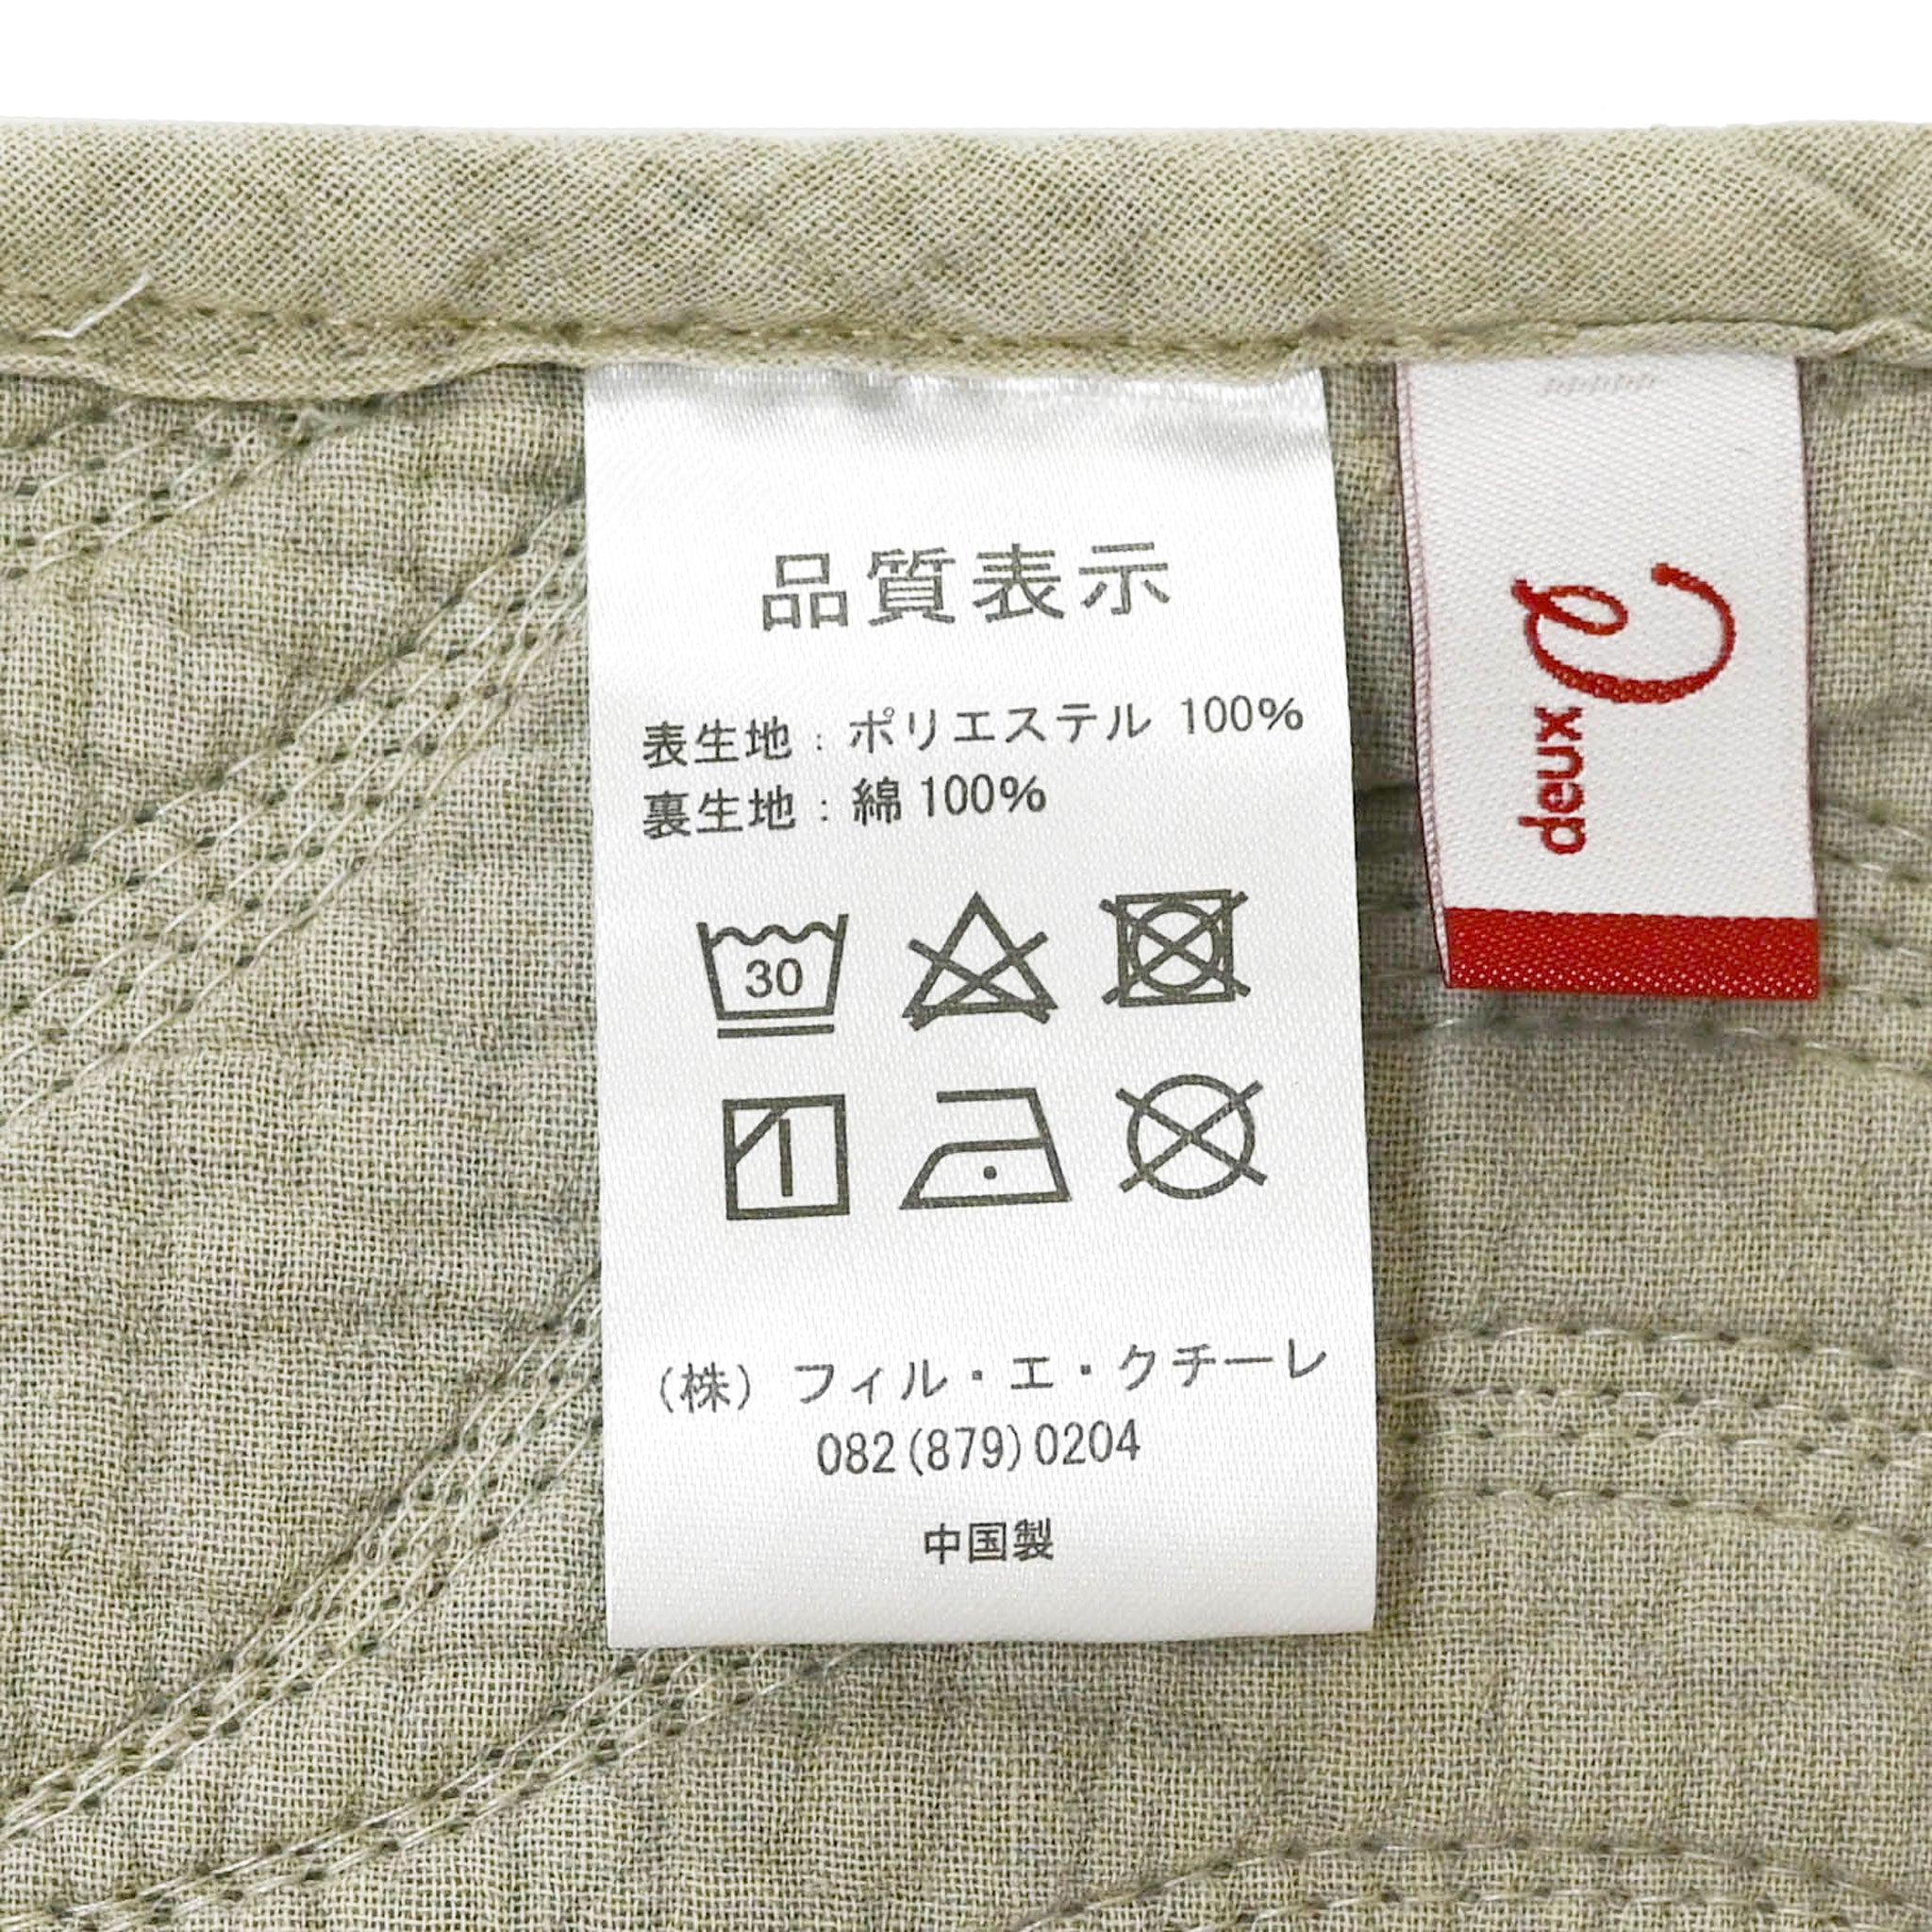 品質表示
表生地：ポリエステル 100%
裏生地：綿 100%
30
（株）フィル・エ・クチーレ
082(879)0204
中国製
deux